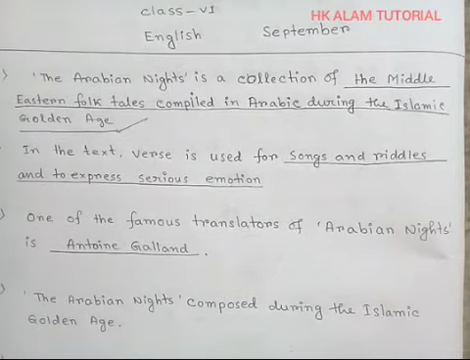 class-VI
HK ALAM TUTORIAL
English September
'The Arabian Nights' is a collection of the Middle
Eastern folk tales compiled in Arabic during the Islamic
Golden Age
In the text, verse is used for songs and riddles
and to express serious emotion
One of the famous translators of 'Arabian Nights'
is Antoine Galland.
'The Arabian Nights' composed during the Islamic
Golden Age.